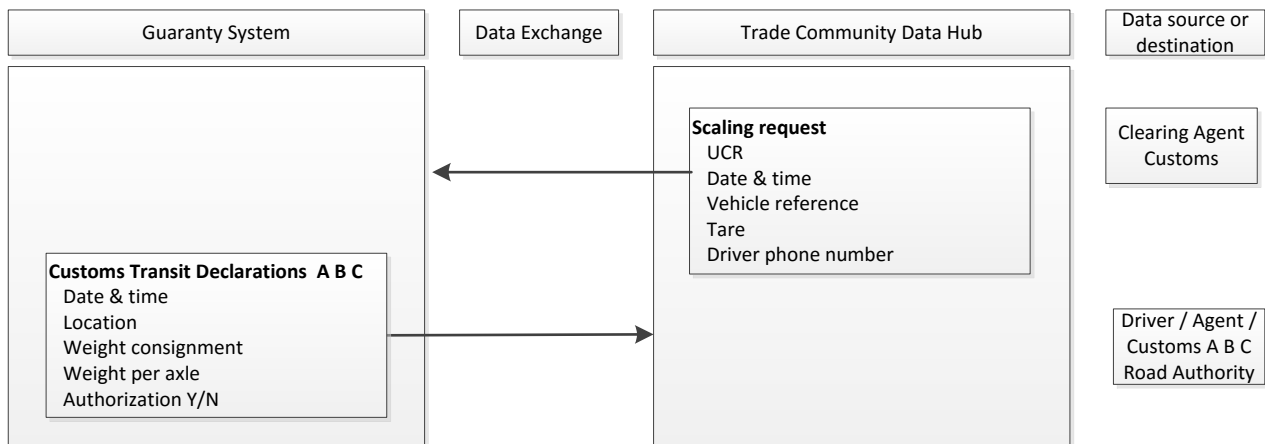 Guaranty System
Data Exchange
Trade Community Data Hub
Data source or
destination
Scaling request
UCR
Date & time
Vehicle reference
Tare
Driver phone number
Clearing Agent
Customs
Customs Transit Declarations A B C
Date & time
Location
Weight consignment
Weight per axle
Authorization Y/N
Driver / Agent /
Customs A B C
Road Authority